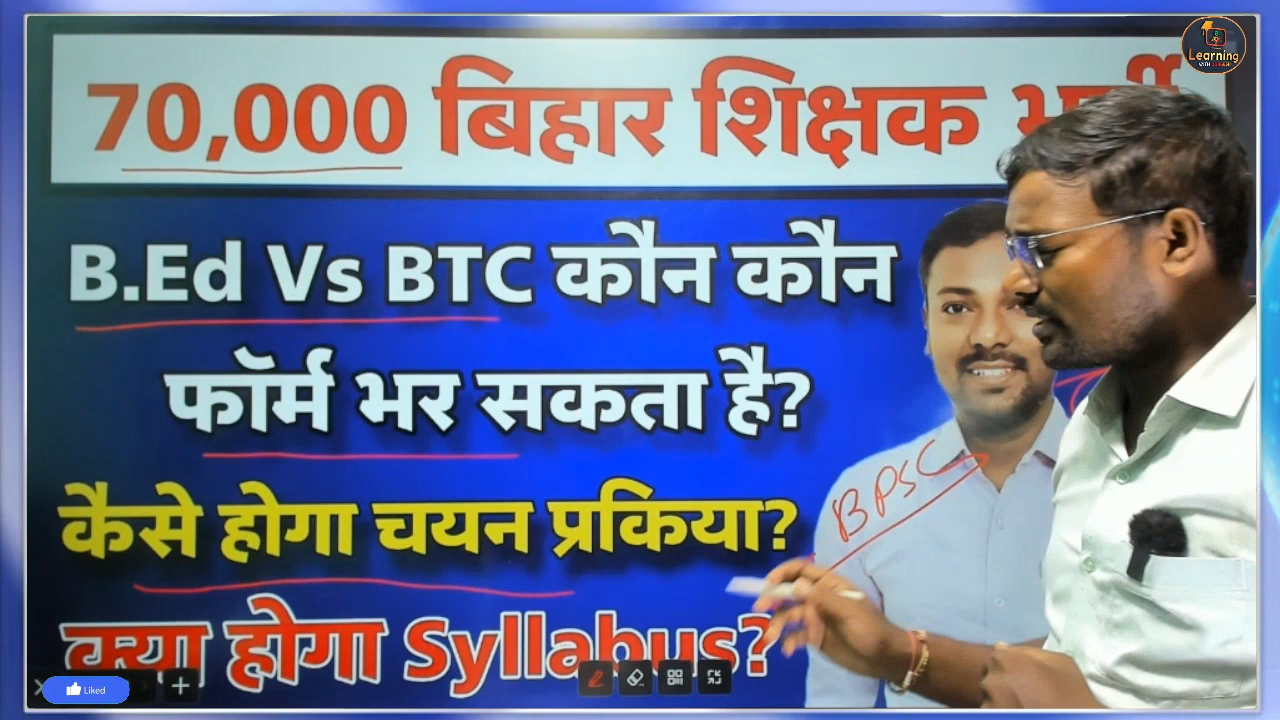 Learning
70,000 बिहार शिक्षक
B.Ed Vs BTC कौन कौन
फॉर्म भर सकता है?
BPSC
कैसे होगा चयन प्रकिया?
क्या होगा Syllabus?
Liked